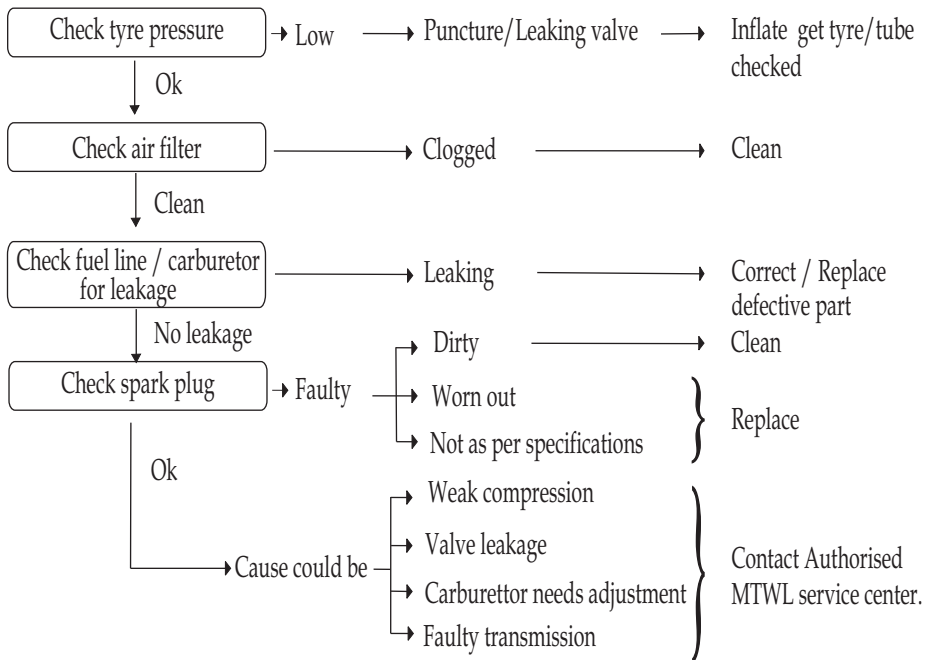 Check tyre pressure
Low
Puncture/Leaking valve
Inflate get tyre/tube
checked
Ok
Check air filter
Clogged
Clean
Clean
Check fuel line / carburetor
for leakage
Leaking
Correct / Replace
defective part
No leakage
Check spark plug
Faulty
Dirty
Clean
Worn out
Not as per specifications
Replace
Ok
Cause could be
Weak compression
Valve leakage
Carburettor needs adjustment
Faulty transmission
Contact Authorised
MTWL service center.